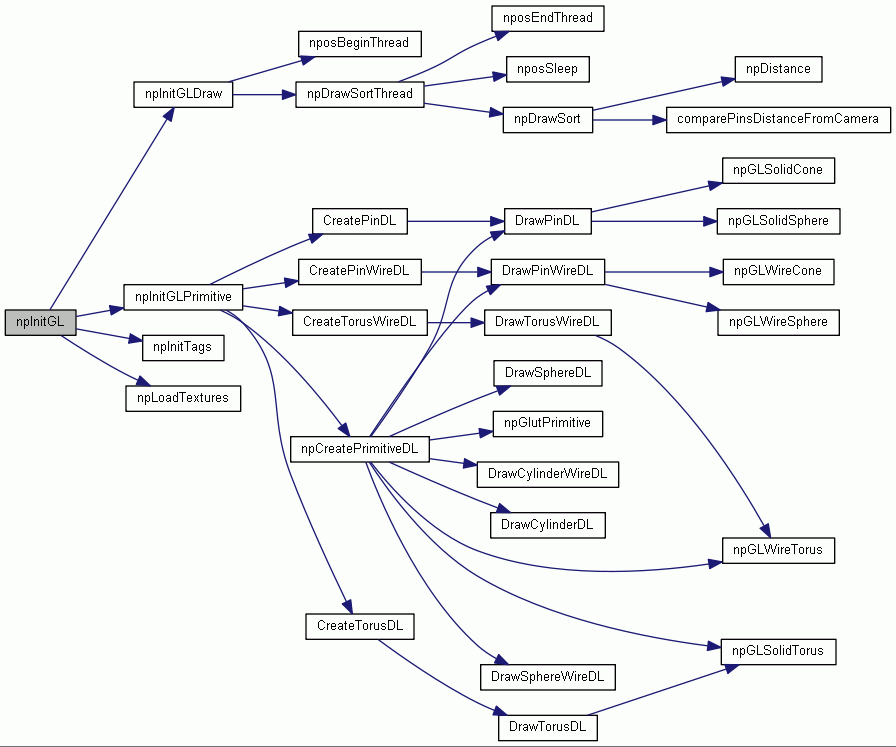 nposEndThread
nposBeginThread
nposSleep
npDistance
npInitGLDraw
npDrawSortThread
npDrawSort
comparePinsDistanceFromCamera
npGLSolidCone
CreatePinDL
DrawPinDL
npGLSolidSphere
CreatePinWireDL
DrawPinWireDL
npGLWireCone
npInitGLPrimitive
npInitGL
CreateTorusWireDL
DrawTorusWireDL
npGLWireSphere
npInitTags
DrawSphereDL
npLoadTextures
npGlutPrimitive
npCreatePrimitiveDL
DrawCylinderWireDL
DrawCylinderDL
npGLWireTorus
CreateTorusDL
npGLSolidTorus
DrawSphereWireDL
DrawTorusDL